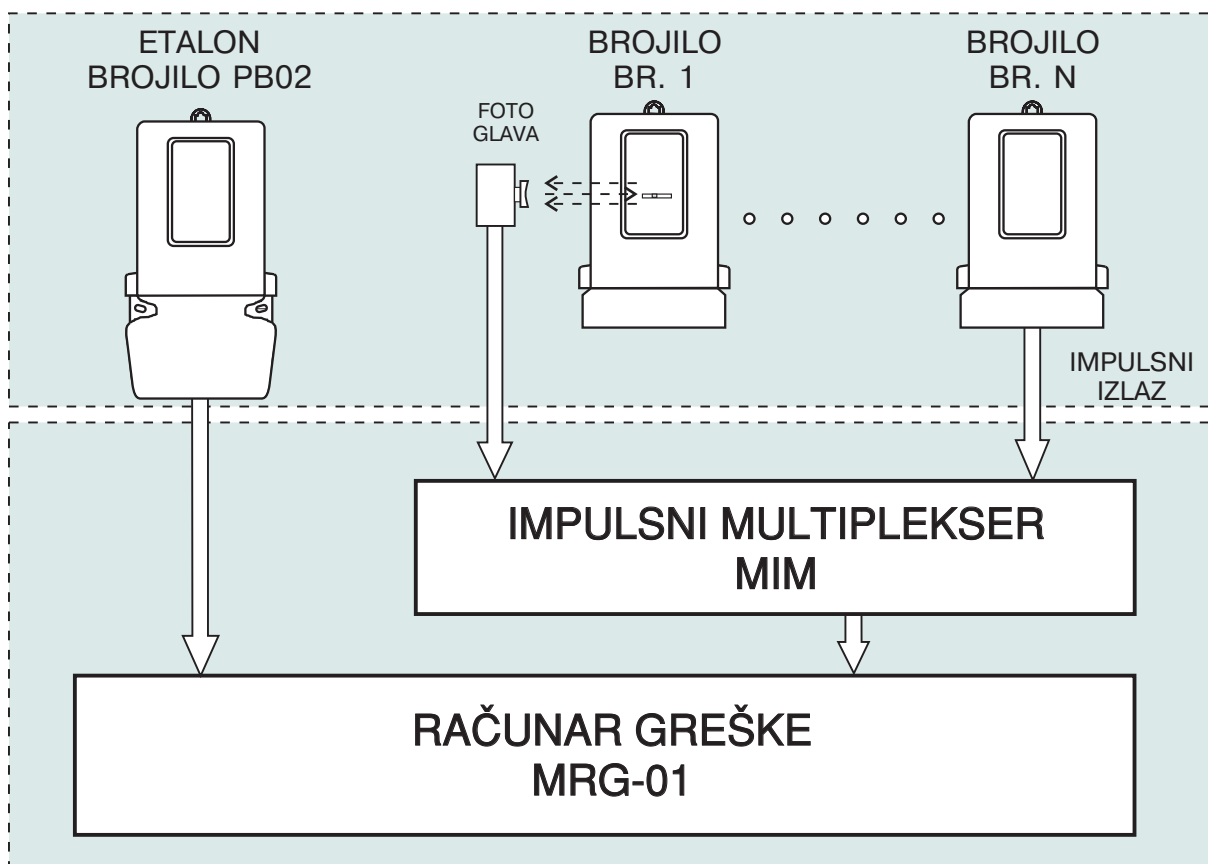 ETALON
BROJILO PB02
BROJILO
BR. 1
BROJILO
BR. N
FOTO
GLAVA
IMPULSNI
IZLAZ
IMPULSNI MULTIPLEKSER
MIM
RAČUNAR GREŠKE
MRG-01